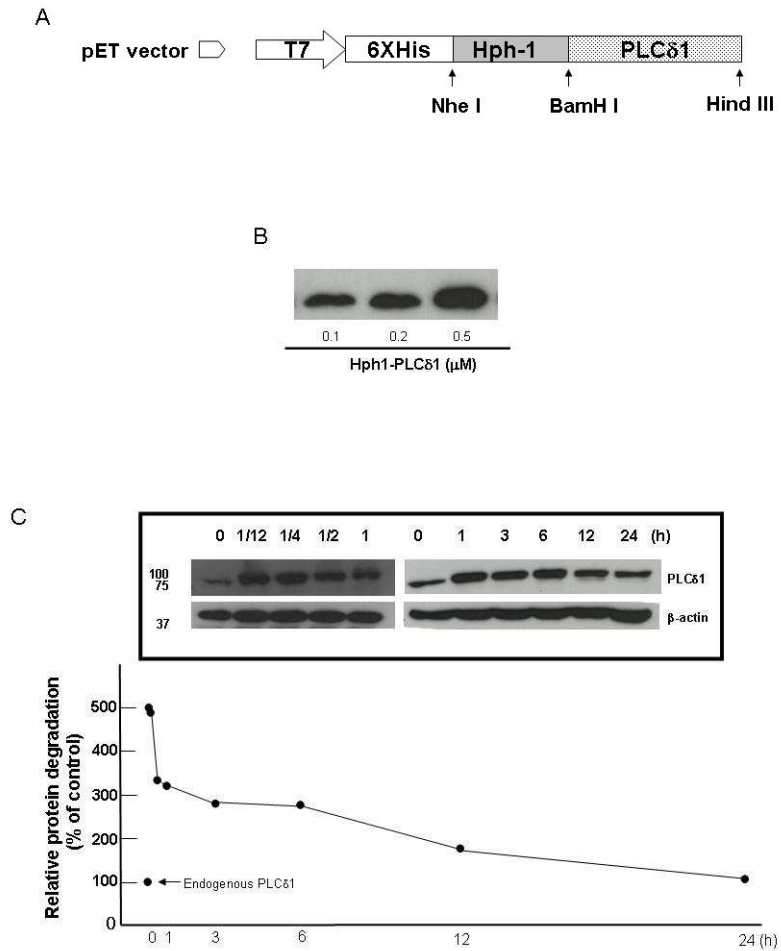 A
pET vector T7 6XHis Hph-1 PLCδ1
Nhe I BamH I Hind III
B
0.1 0.2 0.5
Hph1-PLCδ1 (μM)
C
0 1/12 1/4 1/2 1 0 1 3 6 12 24 (h)
100
75
PLCδ1
37
β-actin
Relative protein degradation
(% of control)
500
400
300
200
100
0
Endogenous PLCδ1
0 1 3 6 12 24 (h)